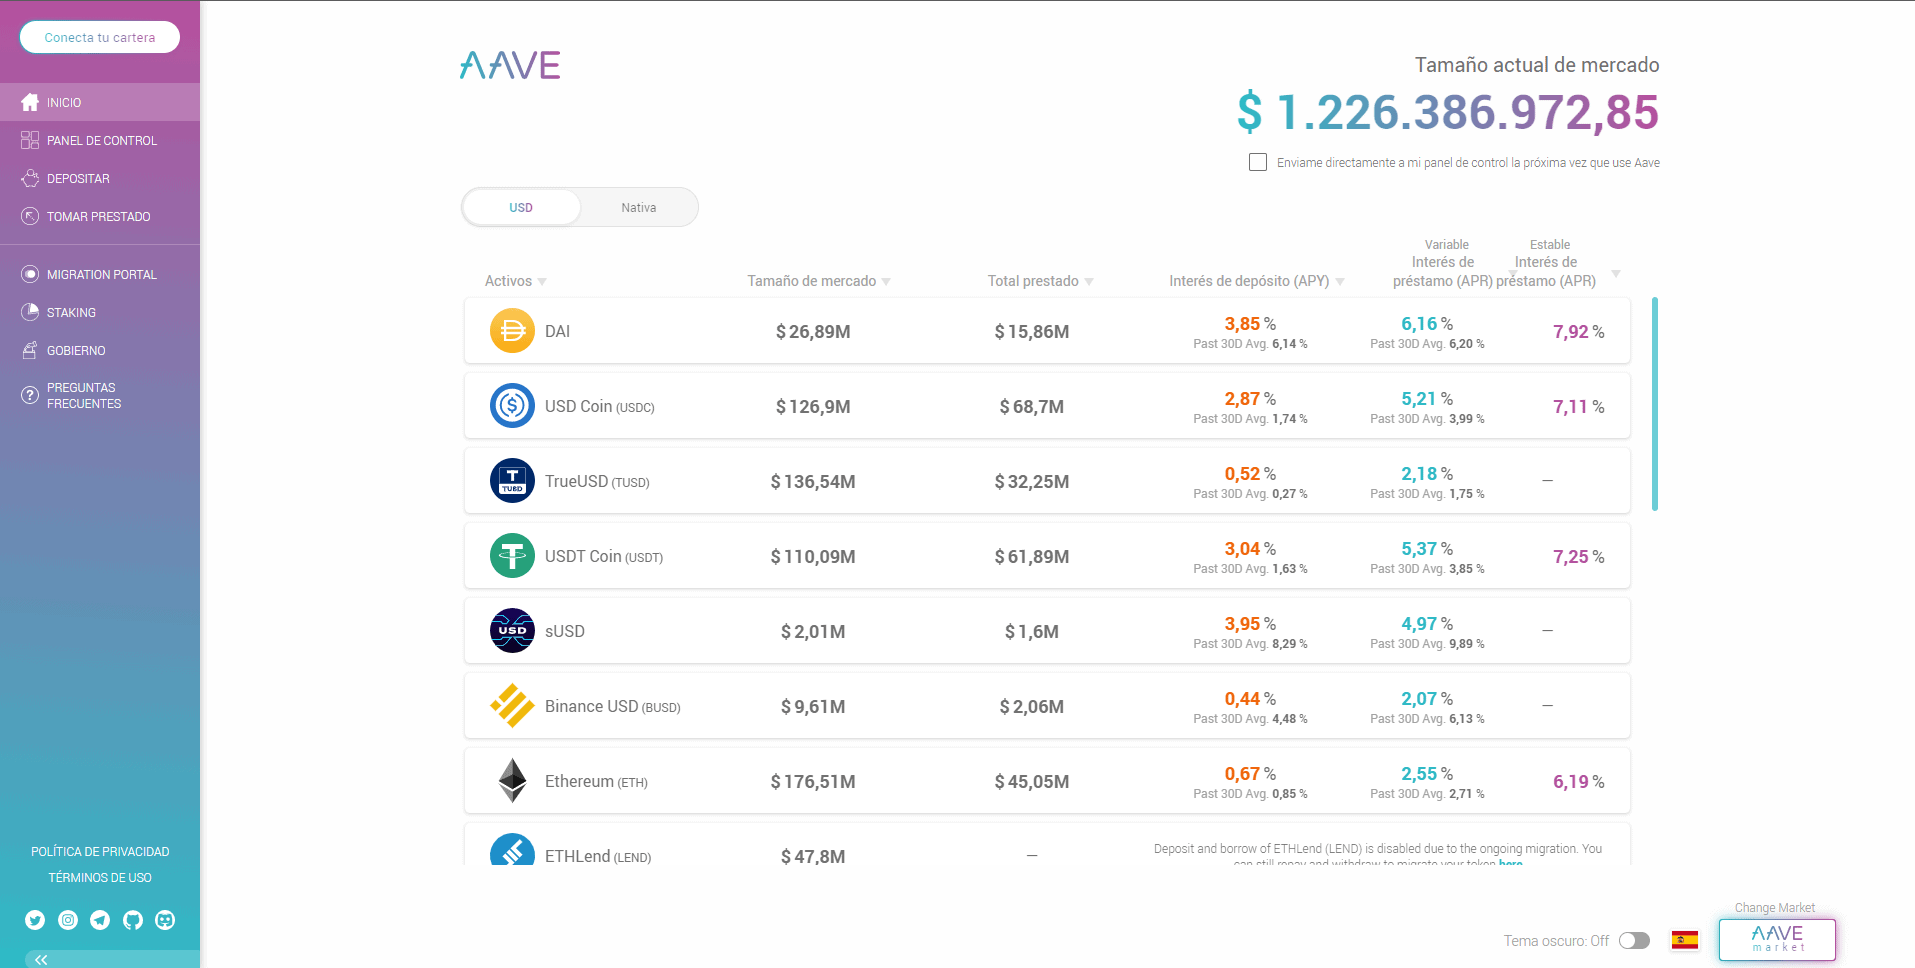 Conecta tu cartera
INICIO
PANEL DE CONTROL
DEPOSITAR
TOMAR PRESTADO
MIGRATION PORTAL
STAKING
GOBIERNO
PREGUNTAS
FRECUENTES
POLÍTICA DE PRIVACIDAD
TÉRMINOS DE USO
AAVE
Tamaño actual de mercado
$ 1.226.386.972,85
Enviame directamente a mi panel de control la próxima vez que use Aave
USD Nativa
Activos Tamaño de mercado Total prestado Interés de depósito (APY)
Variable
Interés de
préstamo (APR)
Estable
Interés de
préstamo (APR)
DAI $ 26,89M $ 15,86M 3,85 % 6,16 % 7,92 %
Past 30D Avg. 6,14 % Past 30D Avg. 6,20 %
USD Coin (USDC) $ 126,9M $ 68,7M 2,87 % 5,21 % 7,11 %
Past 30D Avg. 1,74 % Past 30D Avg. 3,99 %
T
TUSD
TrueUSD (TUSD) $ 136,54M $ 32,25M 0,52 % 2,18 % —
Past 30D Avg. 0,27 % Past 30D Avg. 1,75 %
USDT Coin (USDT) $ 110,09M $ 61,89M 3,04 % 5,37 % 7,25 %
Past 30D Avg. 1,63 % Past 30D Avg. 3,85 %
USD
sUSD $ 2,01M $ 1,6M 3,95 % 4,97 % —
Past 30D Avg. 8,29 % Past 30D Avg. 9,89 %
Binance USD (BUSD) $ 9,61M $ 2,06M 0,44 % 2,07 % —
Past 30D Avg. 4,48 % Past 30D Avg. 6,13 %
Ethereum (ETH) $ 176,51M $ 45,05M 0,67 % 2,55 % 6,19 %
Past 30D Avg. 0,85 % Past 30D Avg. 2,71 %
ETHLend (LEND) $ 47,8M —
Deposit and borrow of ETHLend (LEND) is disabled due to the ongoing migration. You
can still repay and withdraw to migrate your token here
Change Market
Tema oscuro: Off
AAVE
market